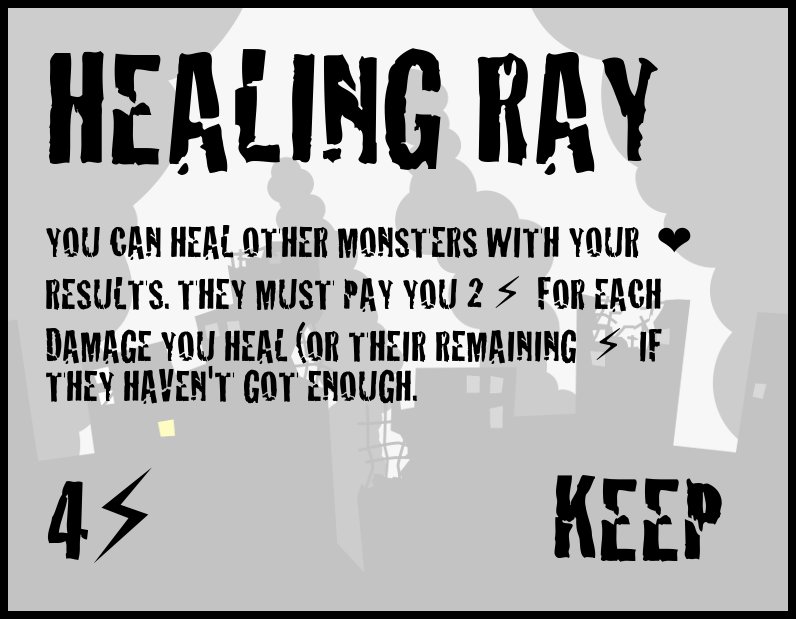 HEALING RAY
YOU CAN HEAL OTHER MONSTERS WITH YOUR ❤
RESULTS. THEY MUST PAY YOU 2⚡ FOR EACH
DAMAGE YOU HEAL (OR THEIR REMAINING ⚡ IF
THEY HAVEN'T GOT ENOUGH.
4⚡ KEEP